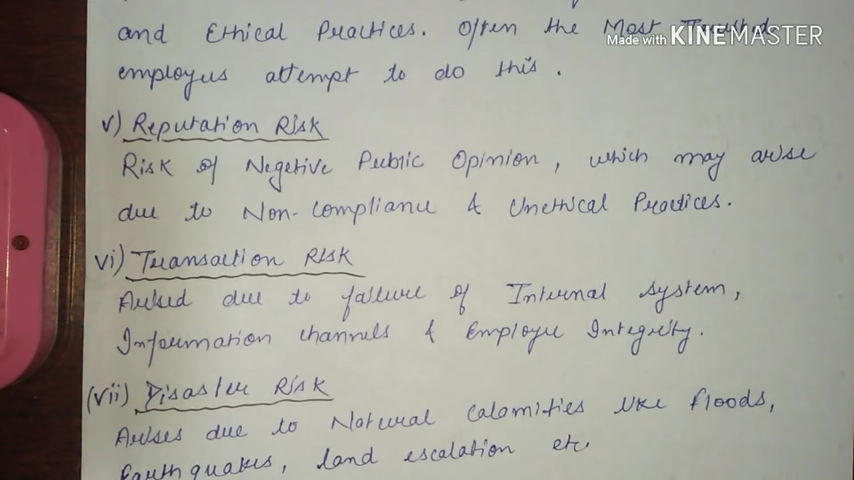 and Ethical Practices. Often the Most Trusted
Made with KINEMASTER
employees attempt to do this.
v) Reputation Risk
Risk of Negetive Public Opinion, which may arise
due to Non-Compliance & Unethical Practices.
vi) Transaction Risk
Arised due to failure of Internal system,
Information channels & Employee Integrity.
(vii) Disaster Risk
Arises due to Natural Calamities like floods,
Earthquakes, land escalation etc